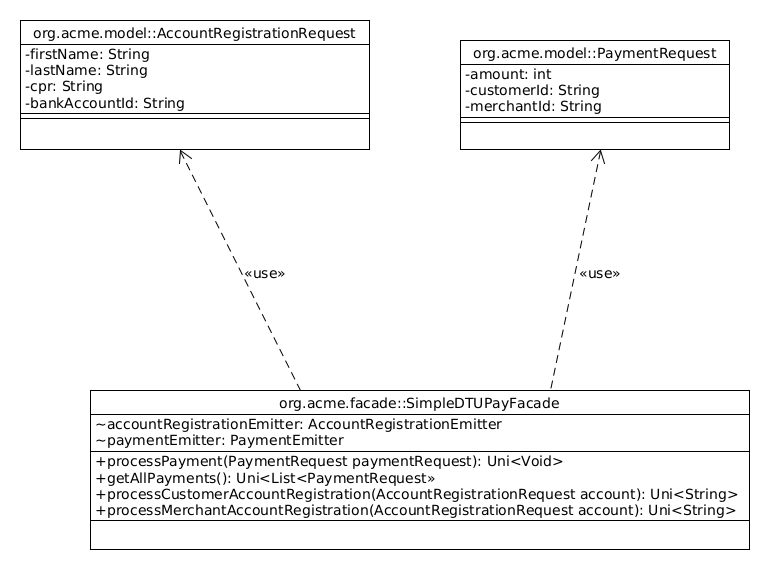 org.acme.model::AccountRegistrationRequest
-firstName: String
-lastName: String
-cpr: String
-bankAccountId: String
org.acme.model::PaymentRequest
-amount: int
-customerId: String
-merchantId: String
«use»
«use»
org.acme.facade::SimpleDTUPayFacade
~accountRegistrationEmitter: AccountRegistrationEmitter
~paymentEmitter: PaymentEmitter
+processPayment(PaymentRequest paymentRequest): Uni<Void>
+getAllPayments(): Uni<List<PaymentRequest»
+processCustomerAccountRegistration(AccountRegistrationRequest account): Uni<String>
+processMerchantAccountRegistration(AccountRegistrationRequest account): Uni<String>